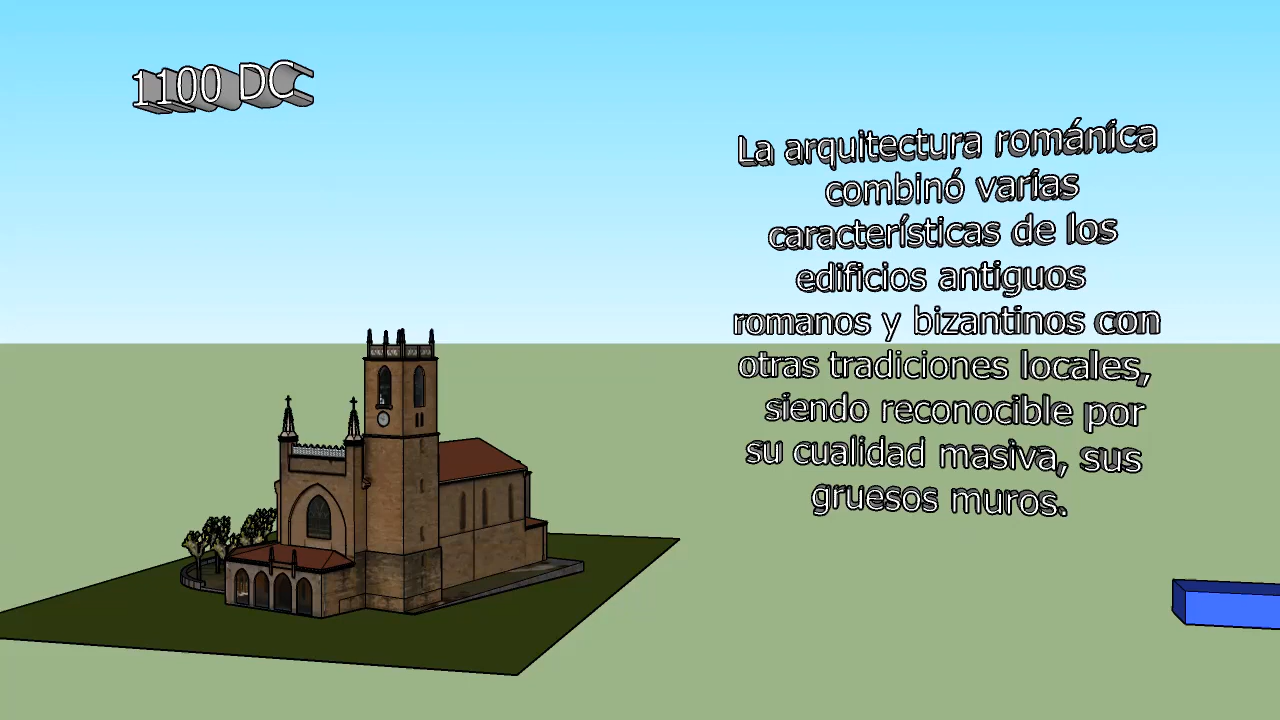 1100 DC
La arquitectura románica
combinó varias
características de los
edificios antiguos
romanos y bizantinos con
otras tradiciones locales,
siendo reconocible por
su cualidad masiva, sus
gruesos muros.